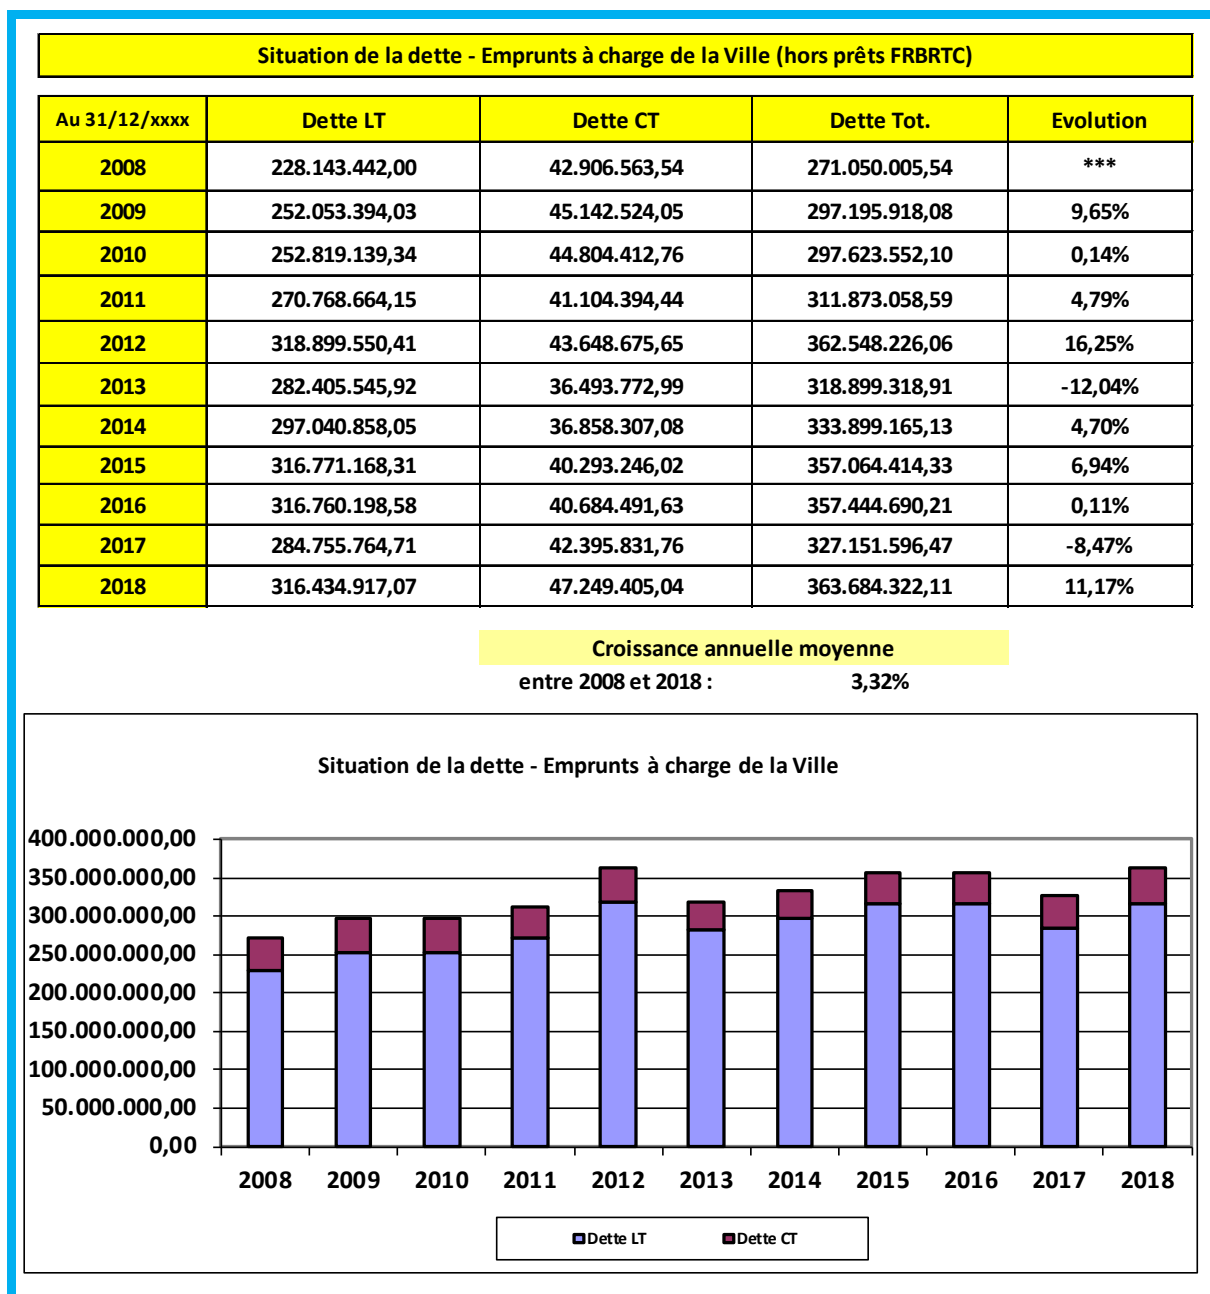 Situation de la dette - Emprunts à charge de la Ville (hors prêts FRBRTC)
Au 31/12/xxxx Dette LT Dette CT Dette Tot. Evolution
2008 228.143.442,00 42.906.563,54 271.050.005,54 ***
2009 252.053.394,03 45.142.524,05 297.195.918,08 9,65%
2010 252.819.139,34 44.804.412,76 297.623.552,10 0,14%
2011 270.768.664,15 41.104.394,44 311.873.058,59 4,79%
2012 318.899.550,41 43.648.675,65 362.548.226,06 16,25%
2013 282.405.545,92 36.493.772,99 318.899.318,91 -12,04%
2014 297.040.858,05 36.858.307,08 333.899.165,13 4,70%
2015 316.771.168,31 40.293.246,02 357.064.414,33 6,94%
2016 316.760.198,58 40.684.491,63 357.444.690,21 0,11%
2017 284.755.764,71 42.395.831,76 327.151.596,47 -8,47%
2018 316.434.917,07 47.249.405,04 363.684.322,11 11,17%
Croissance annuelle moyenne
entre 2008 et 2018 : 3,32%
Situation de la dette - Emprunts à charge de la Ville
400.000.000,00
350.000.000,00
300.000.000,00
250.000.000,00
200.000.000,00
150.000.000,00
100.000.000,00
50.000.000,00
0,00
2008 2009 2010 2011 2012 2013 2014 2015 2016 2017 2018
Dette LT Dette CT